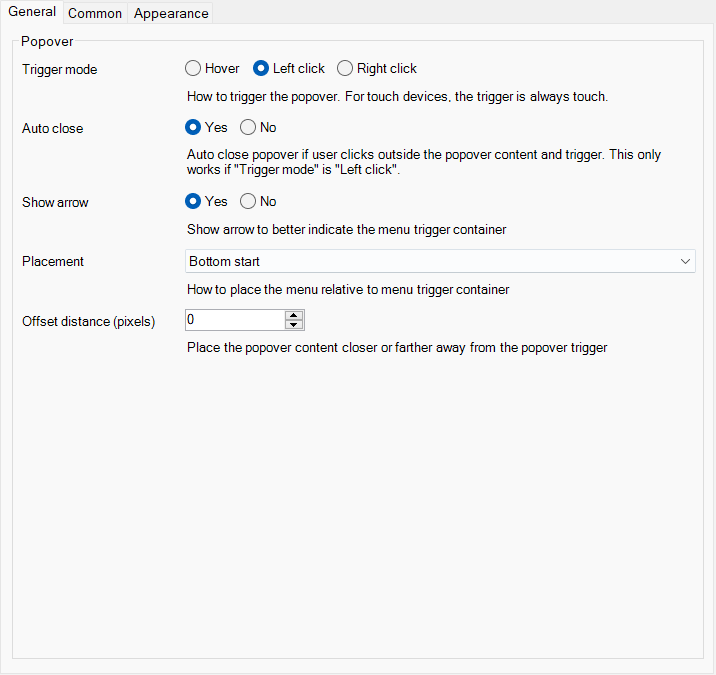 General Common Appearance
Popover
Trigger mode Hover Left click Right click
How to trigger the popover. For touch devices, the trigger is always touch.
Auto close Yes No
Auto close popover if user clicks outside the popover content and trigger. This only
works if "Trigger mode" is "Left click".
Show arrow Yes No
Show arrow to better indicate the menu trigger container
Placement Bottom start
How to place the menu relative to menu trigger container
Offset distance (pixels) 0
Place the popover content closer or farther away from the popover trigger